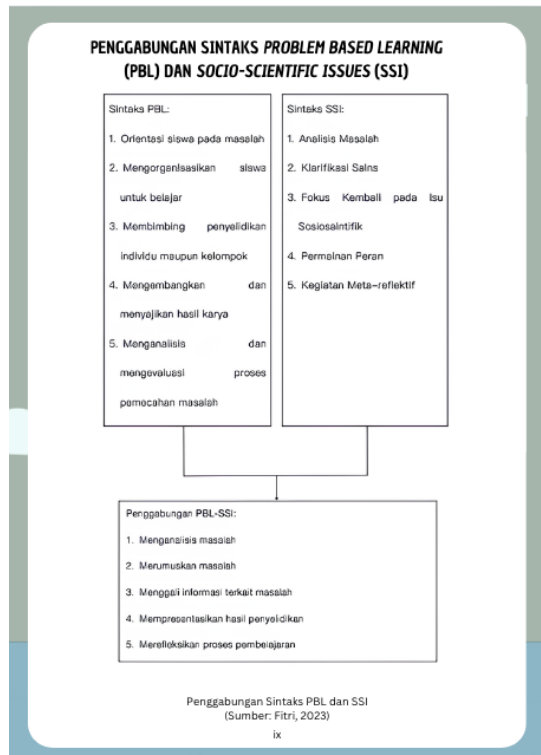 PENGGABUNGAN SINTAKS PROBLEM BASED LEARNING
(PBL) DAN SOCIO-SCIENTIFIC ISSUES (SSI)
Sintaks PBL:
1. Orientasi siswa pada masalah
2. Mengorganisasikan siswa
untuk belajar
3. Membimbing penyelidikan
individu maupun kelompok
4. Mengembangkan dan
menyajikan hasil karya
5. Menganalisis dan
mengevaluasi proses
pemecahan masalah
Sintaks SSI:
1. Analisis Masalah
2. Klarifikasi Sains
3. Fokus Kembali pada Isu
Sosiosaintifik
4. Permainan Peran
5. Kegiatan Meta-reflektif
Penggabungan PBL-SSI:
1. Menganalisis masalah
2. Merumuskan masalah
3. Menggali informasi terkait masalah
4. Mempresentasikan hasil penyelidikan
5. Merefleksikan proses pembelajaran
Penggabungan Sintaks PBL dan SSI
(Sumber: Fitri, 2023)
ix